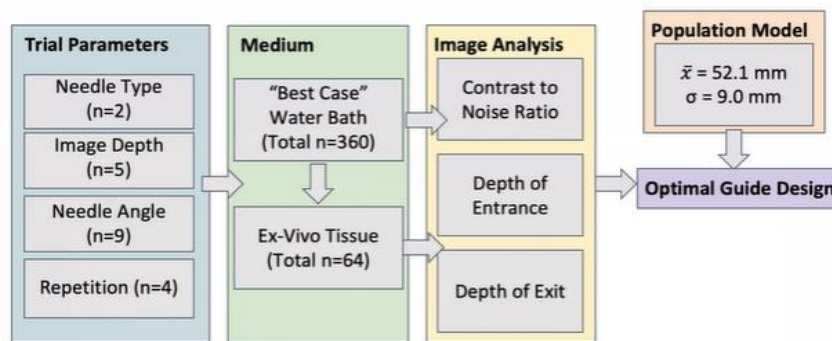 Trial Parameters
Needle Type
(n=2)
Image Depth
(n=5)
Needle Angle
(n=9)
Repetition (n=4)
Medium
“Best Case”
Water Bath
(Total n=360)
Ex-Vivo Tissue
(Total n=64)
Image Analysis
Contrast to
Noise Ratio
Depth of
Entrance
Depth of Exit
Population Model
x̄ = 52.1 mm
σ = 9.0 mm
Optimal Guide Design